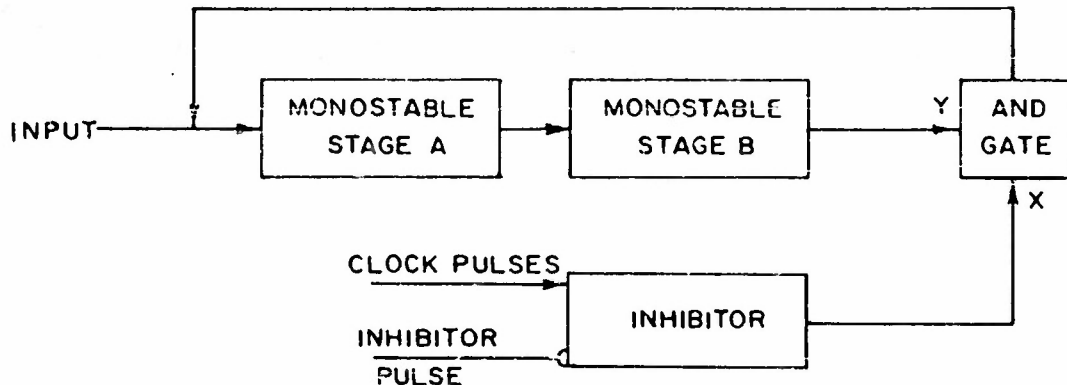 INPUT
MONOSTABLE
STAGE A
MONOSTABLE
STAGE B
Y
AND
GATE
X
CLOCK PULSES
INHIBITOR
PULSE
INHIBITOR